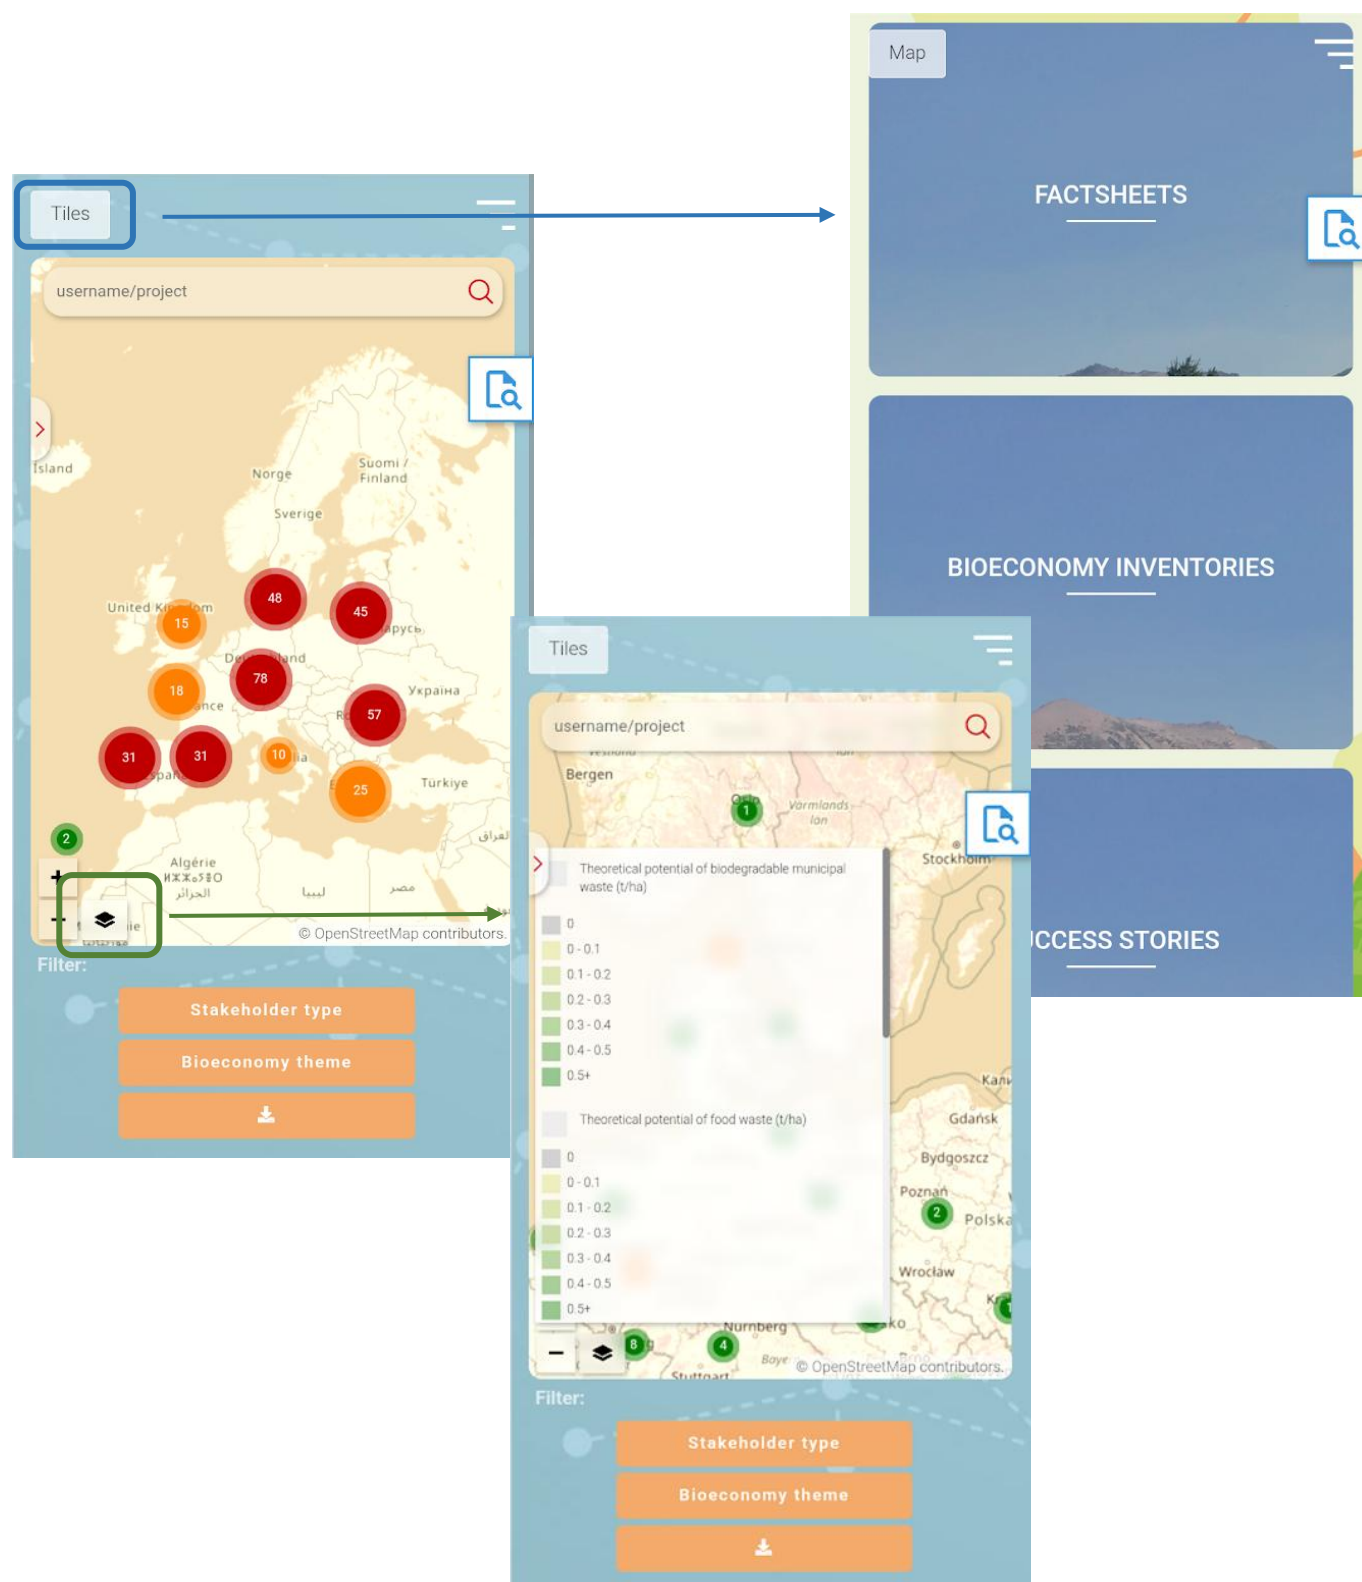 Tiles
username/project
Ísland
Norge
Suomi /
Finland
Sverige
48
45
15
78
18
Україна
57
31
31
10
25
Türkiye
2
Algérie
ⵍⵣⵣⴰⵢⴻⵔ
الجزائر
ليبيا
مصر
العراق
+
−
© OpenStreetMap contributors.
Filter:
Stakeholder type
Bioeconomy theme
Map
FACTSHEETS
BIOECONOMY INVENTORIES
CCESS STORIES
Tiles
username/project
Bergen
Oslo
1
Värmlands
län
Stockholm
Theoretical potential of biodegradable municipal
waste (t/ha)
0
0 - 0.1
0.1 - 0.2
0.2 - 0.3
0.3 - 0.4
0.4 - 0.5
0.5+
Theoretical potential of food waste (t/ha)
0
0 - 0.1
0.1 - 0.2
0.2 - 0.3
0.3 - 0.4
0.4 - 0.5
0.5+
Gdańsk
Bydgoszcz
Poznań
2
Polska
Wrocław
1
Nürnberg
8
4
−
Stuttgart
© OpenStreetMap contributors.
Filter:
Stakeholder type
Bioeconomy theme